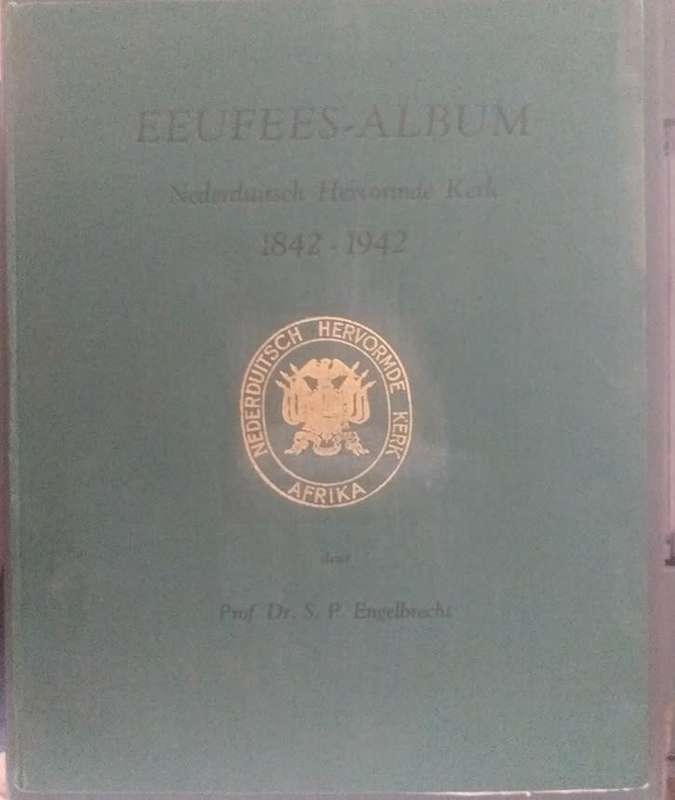 EEUFEES-ALBUM
Nederduitsch Hervormde Kerk
1842 - 1942
NEDERDUITSCH HERVORMDE KERK
AFRIKA
deur
Prof Dr. S. P. Engelbrecht